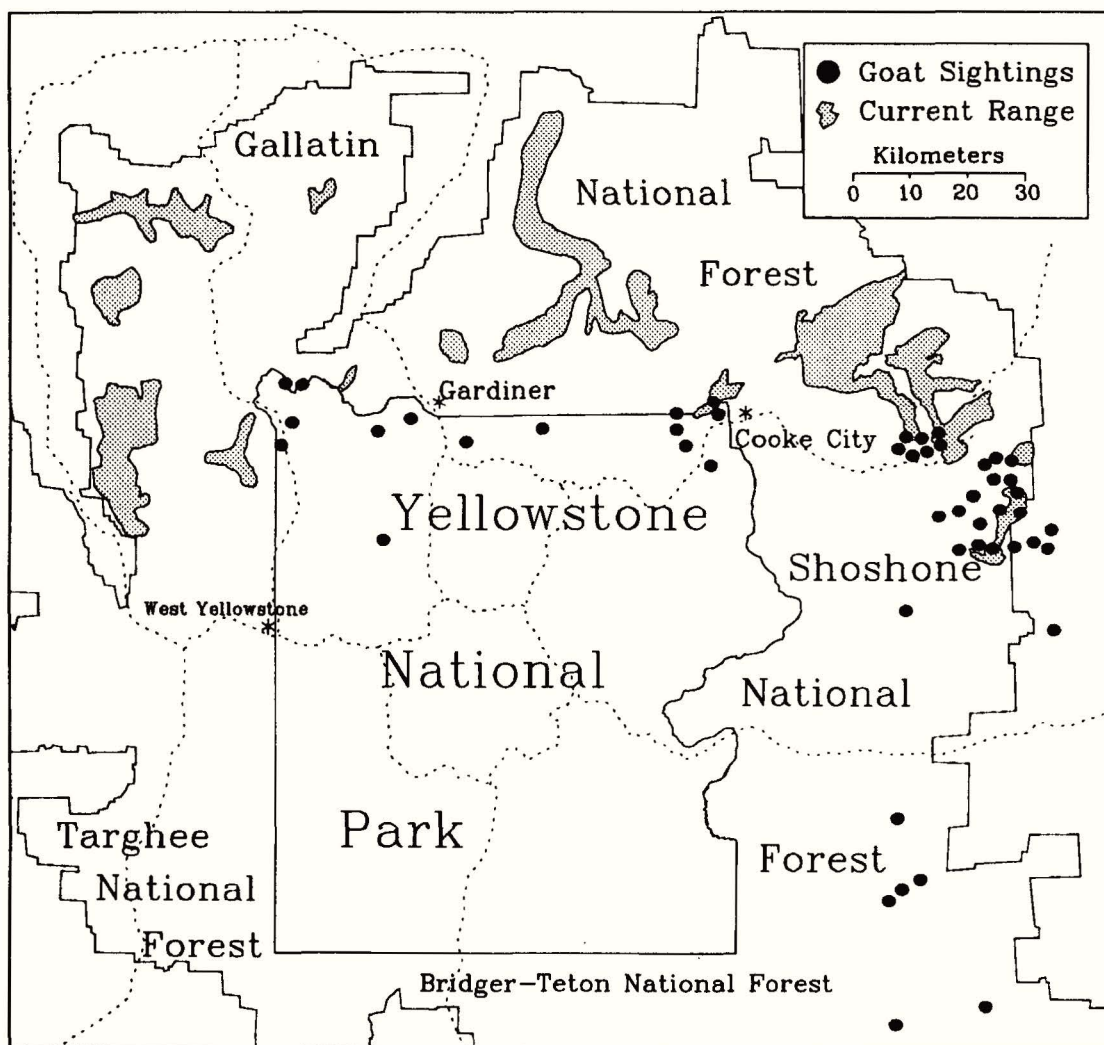 Goat Sightings
Current Range
Kilometers
0 10 20 30
Gallatin
National
Forest
Gardiner
Cooke City
Yellowstone
Shoshone
West Yellowstone
National
National
Park
Targhee
Forest
National
Forest
Bridger-Teton National Forest